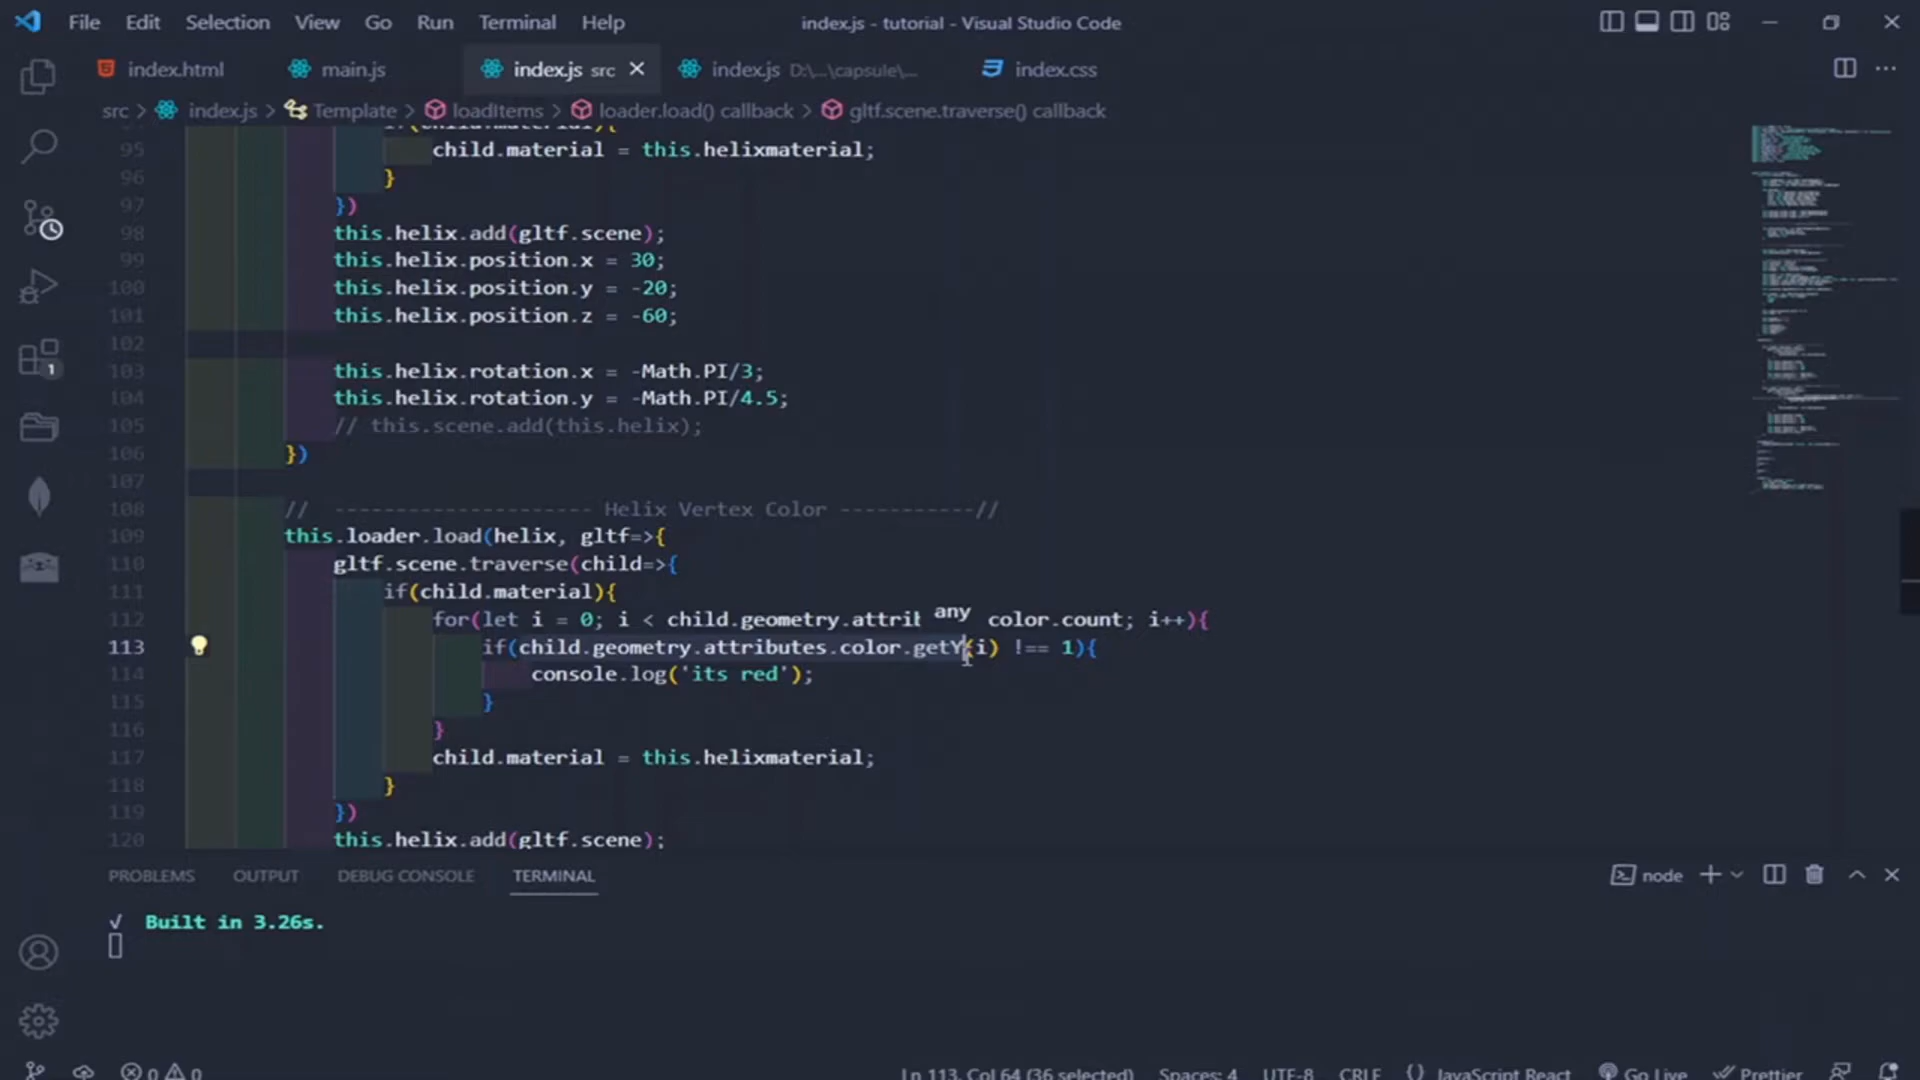 File Edit Selection View Go Run Terminal Help index.js - tutorial - Visual Studio Code
index.html main.js index.js src index.js D:\...\capsule\... index.css
src > index.js > Template > loadItems > loader.load() callback > gltf.scene.traverse() callback
if(child.material){
95 child.material = this.helixmaterial;
96 }
97 })
98 this.helix.add(gltf.scene);
99 this.helix.position.x = 30;
100 this.helix.position.y = -20;
101 this.helix.position.z = -60;
102
103 this.helix.rotation.x = -Math.PI/3;
104 this.helix.rotation.y = -Math.PI/4.5;
105 // this.scene.add(this.helix);
106 })
107
108 // --------------------- Helix Vertex Color -----------//
109 this.loader.load(helix, gltf=>{
110 gltf.scene.traverse(child=>{
111 if(child.material){
112 for(let i = 0; i < child.geometry.attrib any color.count; i++){
113 if(child.geometry.attributes.color.getY(i) !== 1){
114 console.log('its red');
115 }
116 }
117 child.material = this.helixmaterial;
118 }
119 })
120 this.helix.add(gltf.scene);
PROBLEMS OUTPUT DEBUG CONSOLE TERMINAL node
√ Built in 3.26s.
0 0 Ln 113, Col 64 (36 selected) Spaces: 4 UTF-8 CRLF {} JavaScript React Go Live Prettier
1